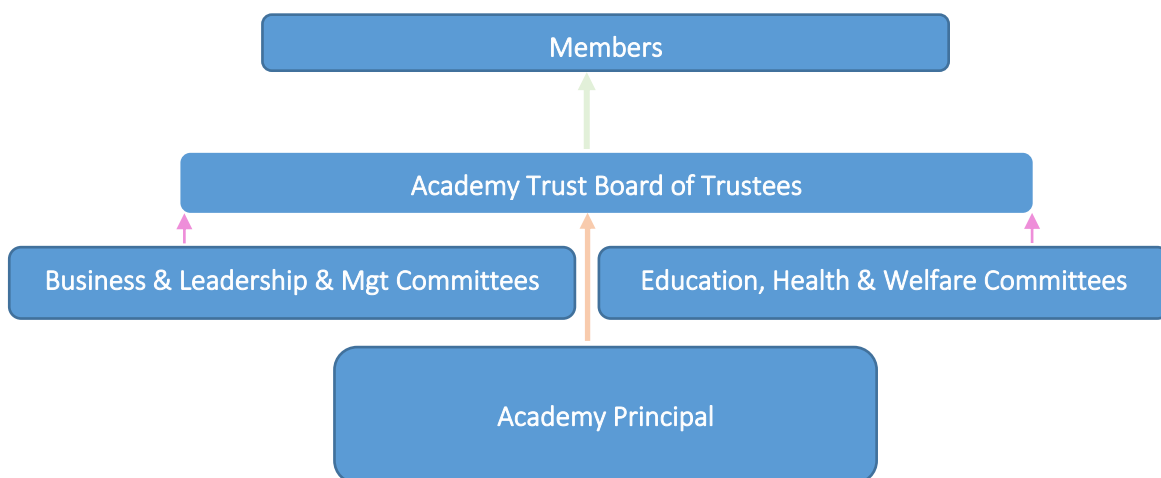 Members
Academy Trust Board of Trustees
Business & Leadership & Mgt Committees
Education, Health & Welfare Committees
Academy Principal